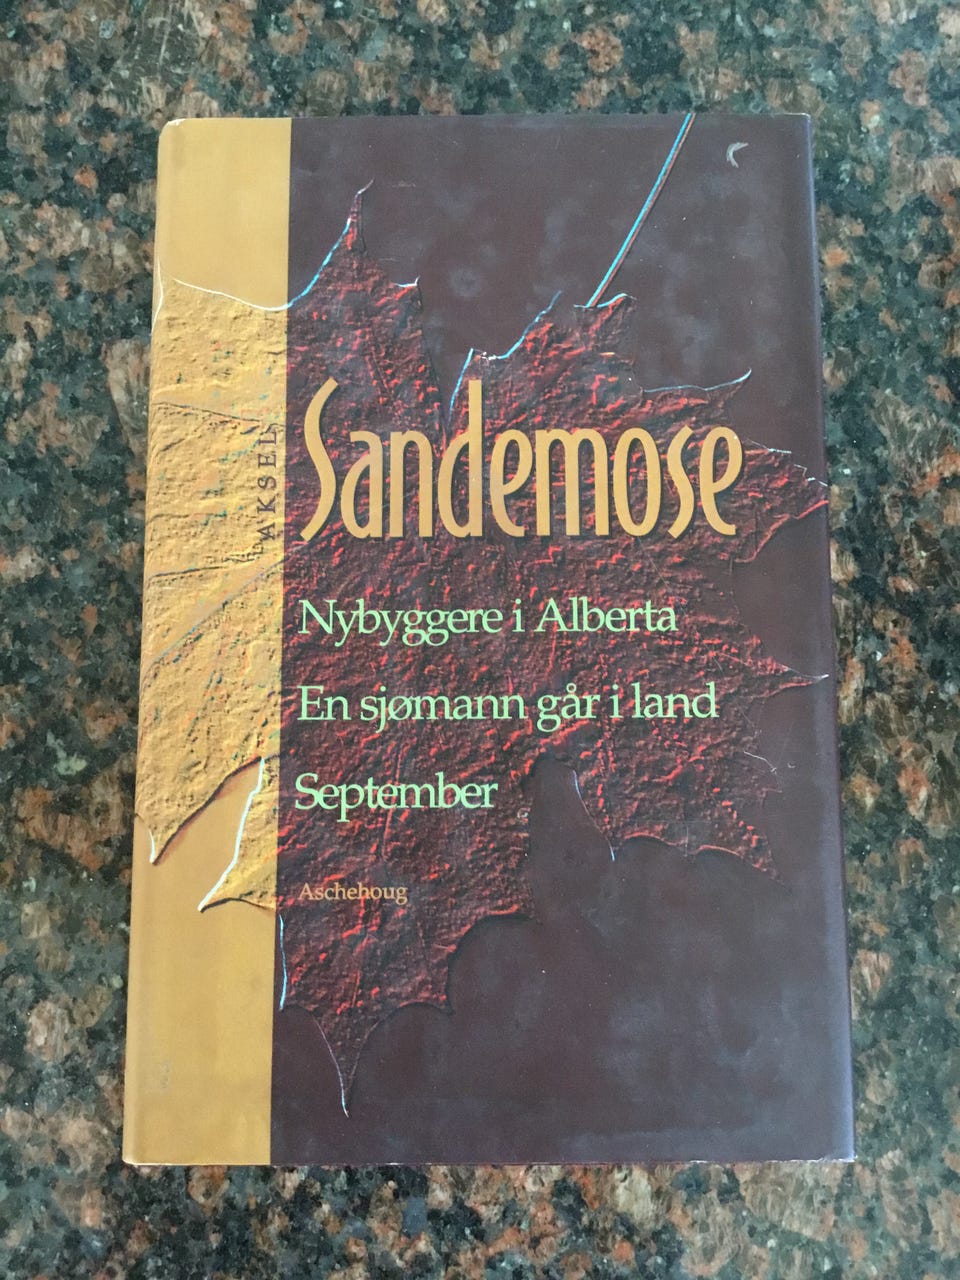 AKSEL
Sandemose
Nybyggere i Alberta
En sjømann går i land
September
Aschehoug